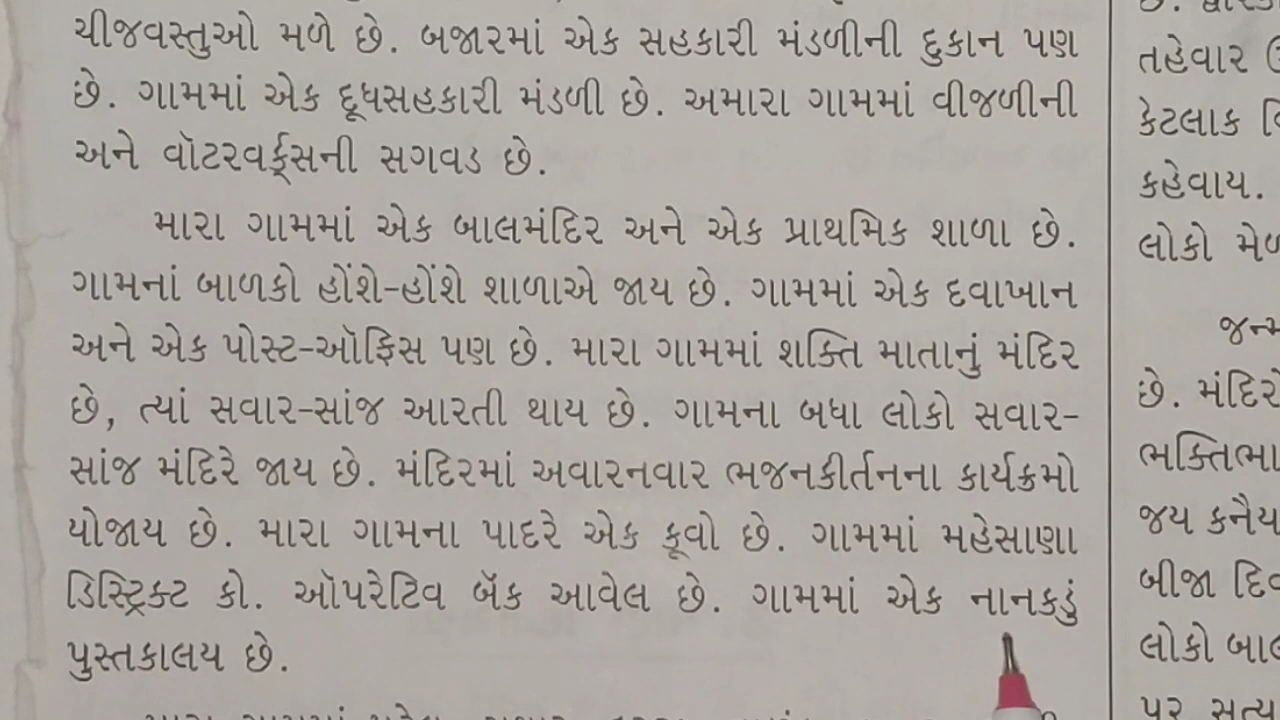 ચીજવસ્તુઓ મળે છે. બજારમાં એક સહકારી મંડળીની દુકાન પણ
છે. ગામમાં એક દૂધસહકારી મંડળી છે. અમારા ગામમાં વીજળીની
અને વૉટરવર્ક્સની સગવડ છે.
મારા ગામમાં એક બાલમંદિર અને એક પ્રાથમિક શાળા છે.
ગામનાં બાળકો હોંશે-હોંશે શાળાએ જાય છે. ગામમાં એક દવાખાન
અને એક પોસ્ટ-ઑફિસ પણ છે. મારા ગામમાં શક્તિ માતાનું મંદિર
છે, ત્યાં સવાર-સાંજ આરતી થાય છે. ગામના બધા લોકો સવાર-
સાંજ મંદિરે જાય છે. મંદિરમાં અવારનવાર ભજનકીર્તનના કાર્યક્રમો
યોજાય છે. મારા ગામના પાદરે એક કૂવો છે. ગામમાં મહેસાણા
ડિસ્ટ્રિક્ટ કો. ઑપરેટિવ બૅંક આવેલ છે. ગામમાં એક નાનકડું
પુસ્તકાલય છે.
તહેવાર
કેટલાક
કહેવાય.
લોકો
છે.
જય
બીજા
લોકો
પર